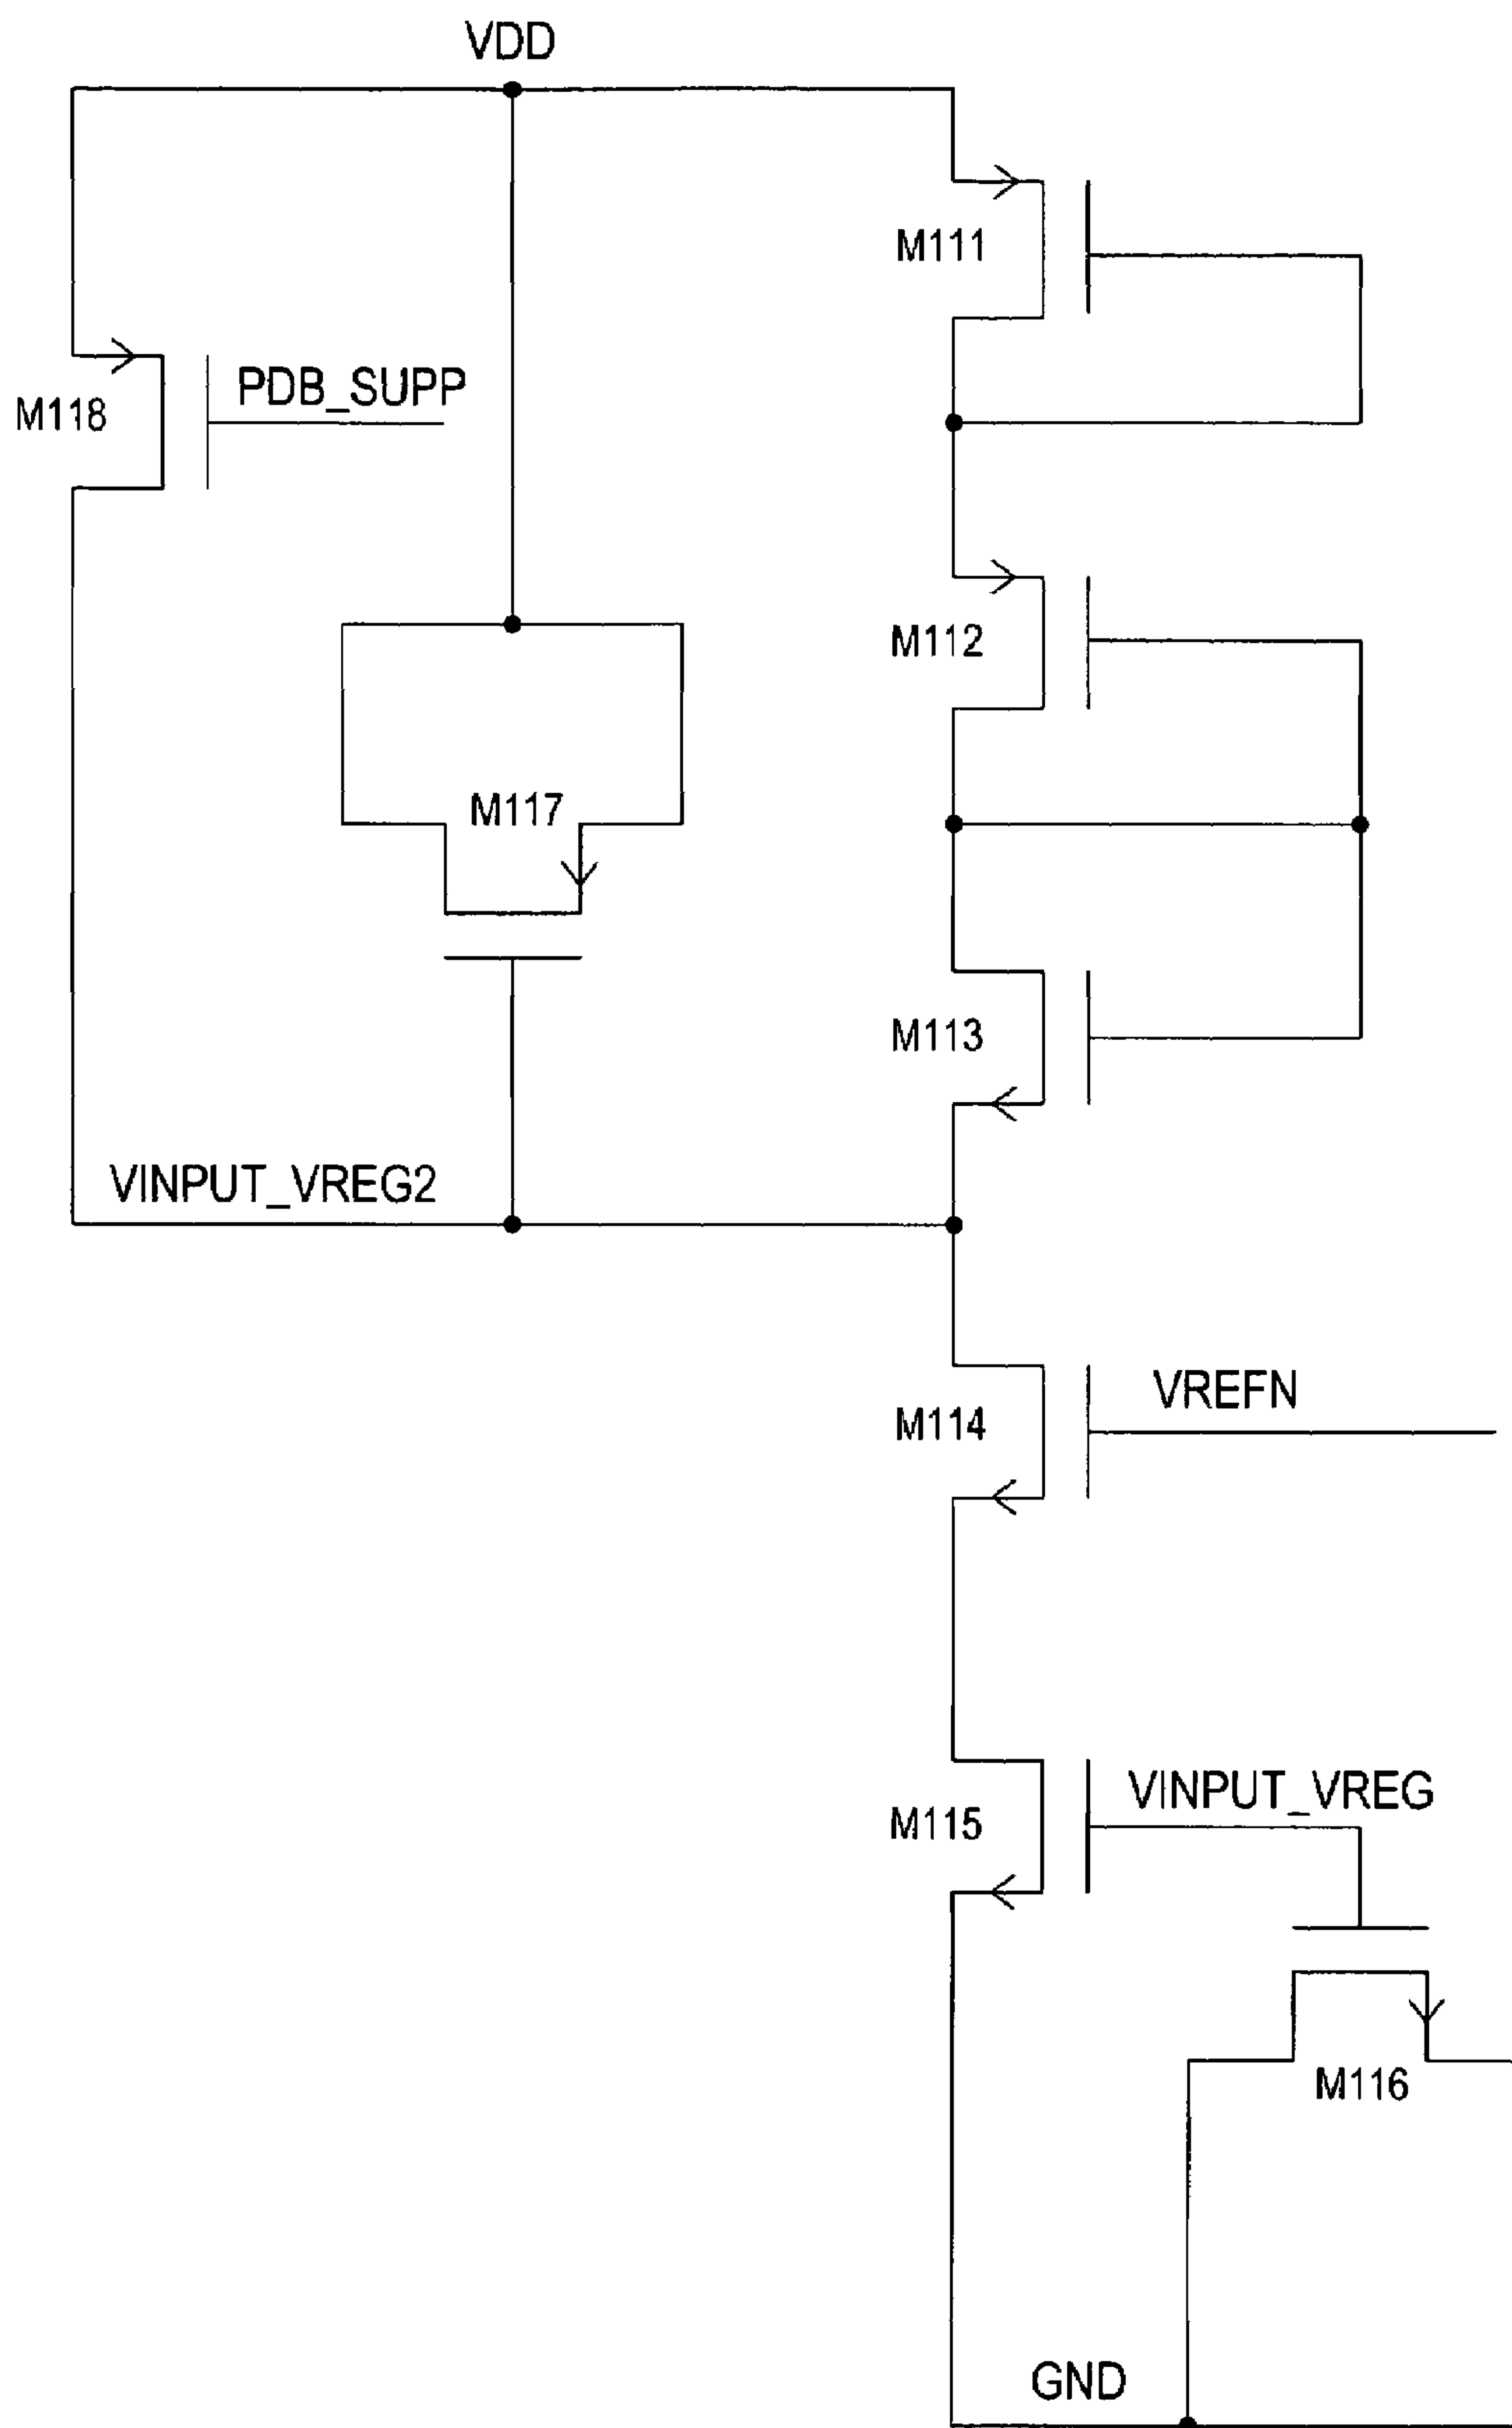 VDD
M111
PDB_SUPP
M118
M112
M117
M113
VINPUT_VREG2
VREFN
M114
VINPUT_VREG
M115
M116
GND